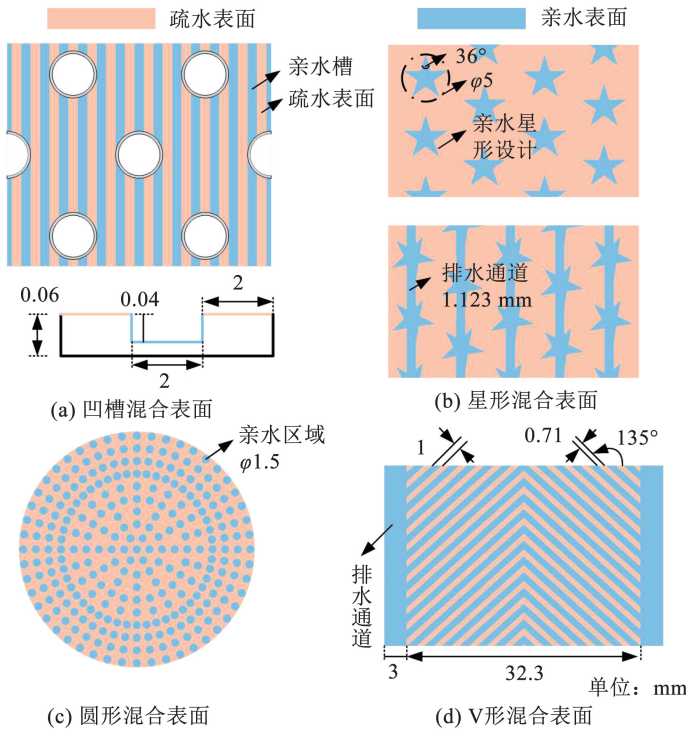 疏水表面
亲水表面
亲水槽
疏水表面
0.06
0.04
2
2
(a) 凹槽混合表面
36°
φ5
亲水星
形设计
排水通道
1.123 mm
(b) 星形混合表面
亲水区域
φ1.5
(c) 圆形混合表面
1
0.71
135°
排水通道
3
32.3
单位：mm
(d) V形混合表面